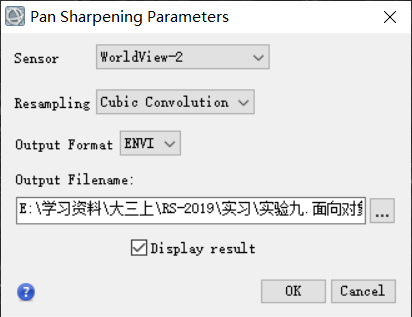 Pan Sharpening Parameters
Sensor WorldView-2
Resampling Cubic Convolution
Output Format ENVI
Output Filename:
E:\学习资料\大三上\RS-2019\实习\实验九.面向对
...
Display result
OK Cancel